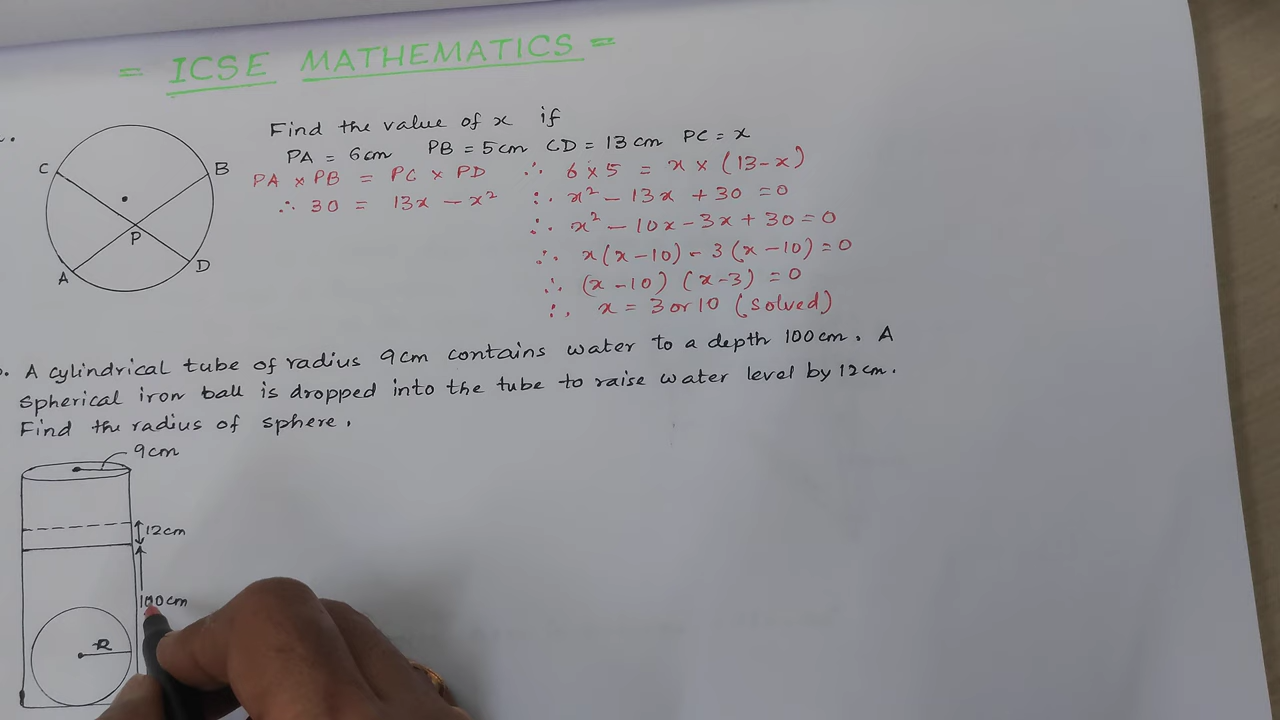 = ICSE MATHEMATICS =
Find the value of x if
PA = 6cm PB = 5cm CD = 13cm PC = x
PA × PB = PC × PD ∴ 6 × 5 = x × (13 - x)
∴ 30 = 13x - x² ∴ x² - 13x + 30 = 0
∴ x² - 10x - 3x + 30 = 0
∴ x(x - 10) - 3(x - 10) = 0
∴ (x - 10) (x - 3) = 0
∴ x = 3 or 10 (solved)
C
B
P
A
D
A cylindrical tube of radius 9cm contains water to a depth 100cm. A
Spherical iron ball is dropped into the tube to raise water level by 12cm.
Find the radius of sphere.
9cm
12cm
100cm
R